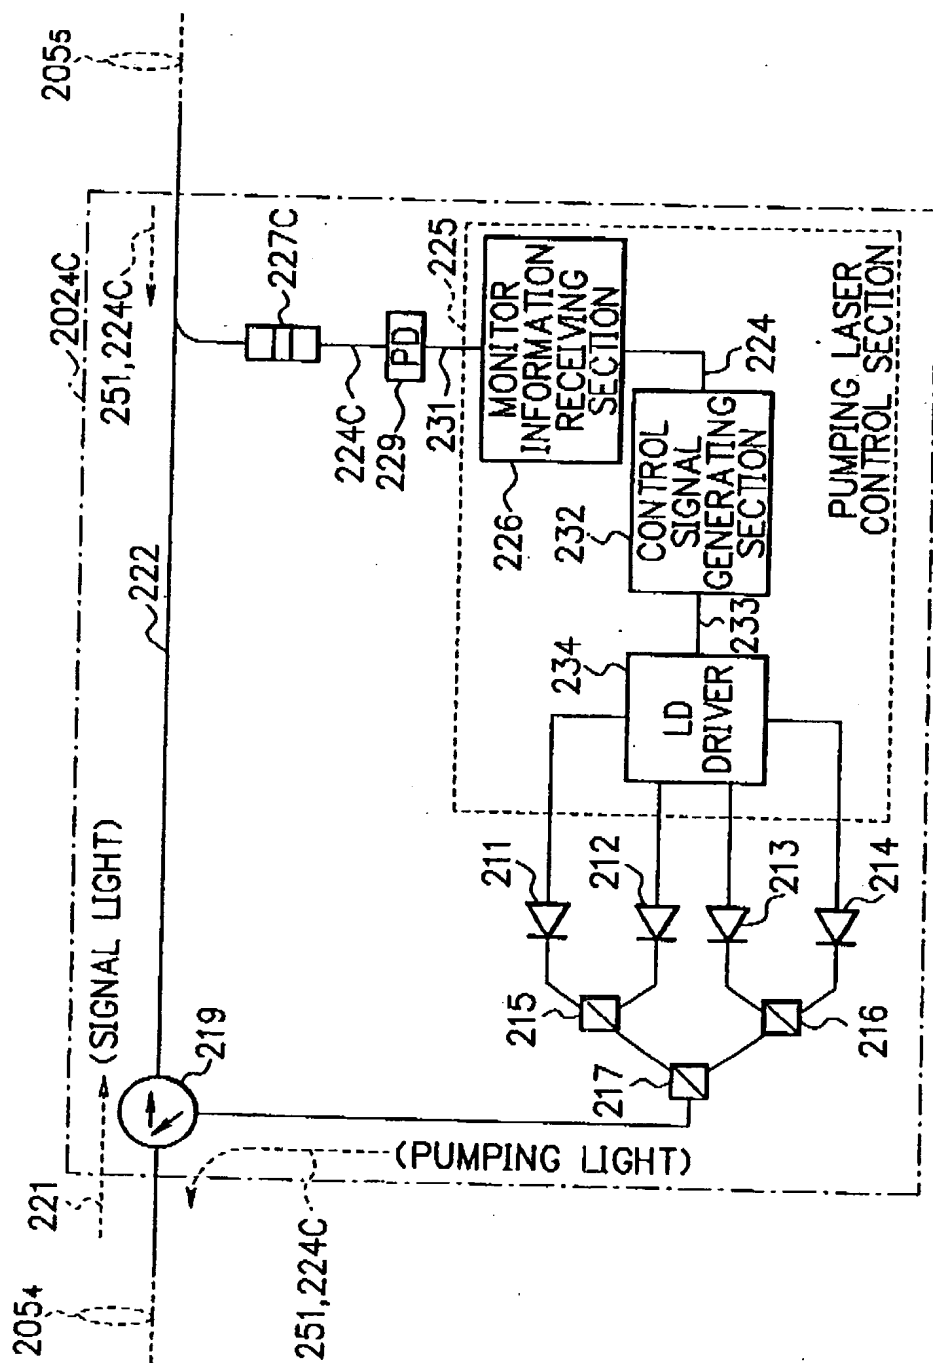 205₄
221
(SIGNAL LIGHT)
219
222
251,224C
202₄C
205₅
227C
224C
PD
229
231
225
MONITOR
INFORMATION
RECEIVING
SECTION
226
224
CONTROL
SIGNAL
GENERATING
SECTION
232
233
234
LD
DRIVER
PUMPING LASER
CONTROL SECTION
211
212
213
214
215
216
217
(PUMPING LIGHT)
251,224C